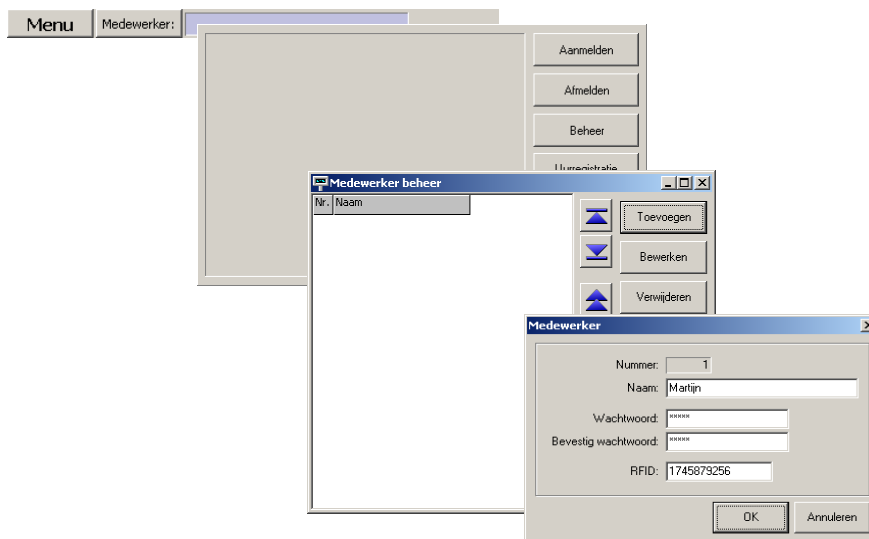 Menu Medewerker:
Aanmelden
Afmelden
Beheer
Uurregistratie
Medewerker beheer
Nr. Naam
Toevoegen
Bewerken
Verwijderen
Medewerker
Nummer: 1
Naam: Martijn
Wachtwoord: *****
Bevestig wachtwoord: *****
RFID: 1745879256
OK Annuleren